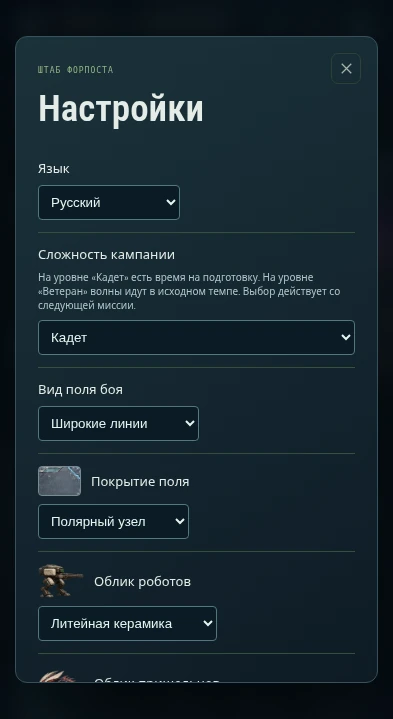 ШТАБ ФОРПОСТА
Настройки
Язык
Русский
Сложность кампании
На уровне «Кадет» есть время на подготовку. На уровне
«Ветеран» волны идут в исходном темпе. Выбор действует со
следующей миссии.
Кадет
Вид поля боя
Широкие линии
Покрытие поля
Полярный узел
Облик роботов
Литейная керамика
Облик пришельцев